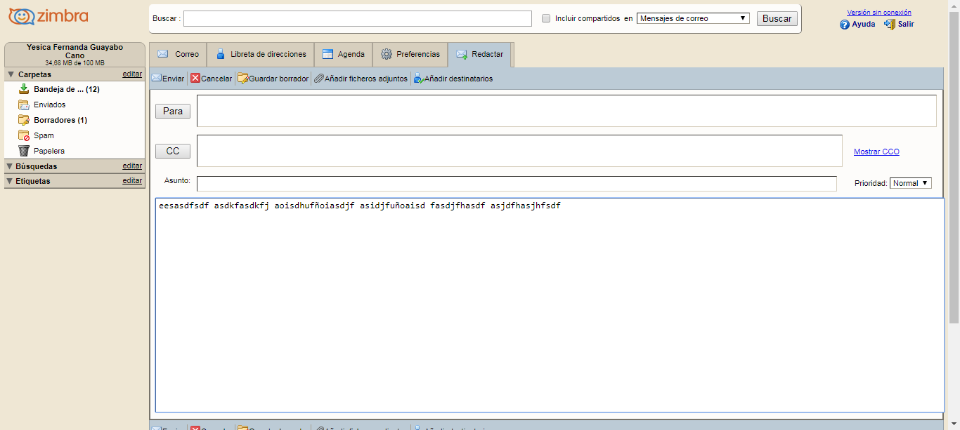 zimbra
Buscar :
Incluir compartidos en
Mensajes de correo
Buscar
Versión sin conexión
Ayuda
Salir
Yesica Fernanda Guayabo
Cano
34.68 MB de 100 MB
Carpetas editar
Bandeja de ... (12)
Enviados
Borradores (1)
Spam
Papelera
Búsquedas editar
Etiquetas editar
Correo
Libreta de direcciones
Agenda
Preferencias
Redactar
Enviar Cancelar Guardar borrador Añadir ficheros adjuntos Añadir destinatarios
Para
CC
Mostrar CCO
Asunto:
Prioridad: Normal
eesasdfsdf asdkfasdkfj aoisdhufñoiasdjf asidjfuñoaisd fasdjfhasdf asjdfhasjhfsdf